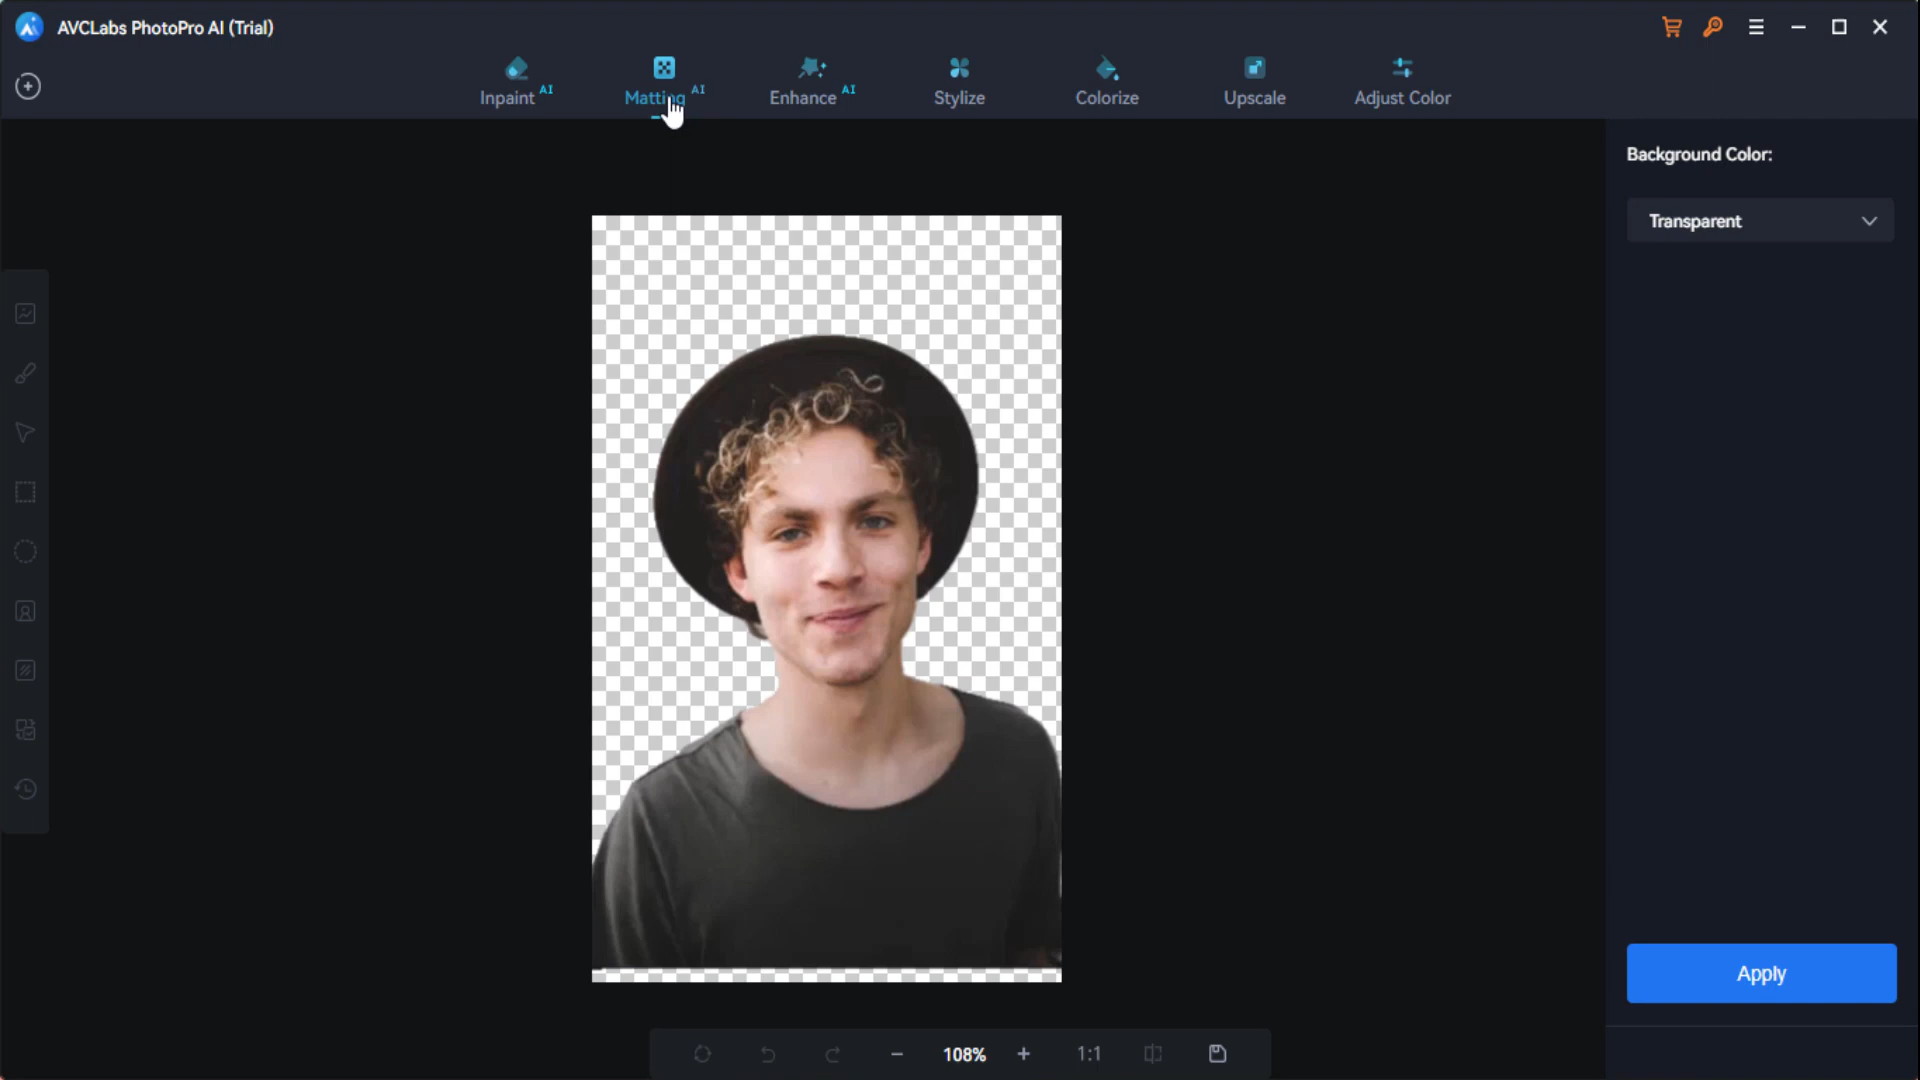 AVCLabs PhotoPro AI (Trial)
Inpaint AI
Matting AI
Enhance AI
Stylize
Colorize
Upscale
Adjust Color
Background Color:
Transparent
Apply
108%
1:1